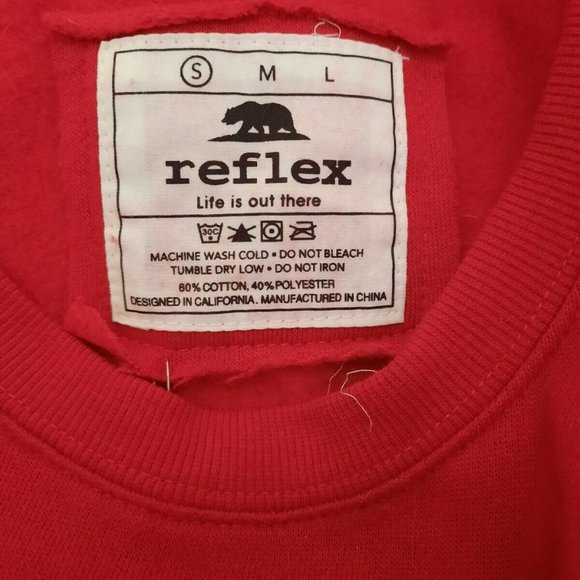 S M L
reflex
Life is out there
30C
MACHINE WASH COLD • DO NOT BLEACH
TUMBLE DRY LOW • DO NOT IRON
60% COTTON, 40% POLYESTER
DESIGNED IN CALIFORNIA. MANUFACTURED IN CHINA